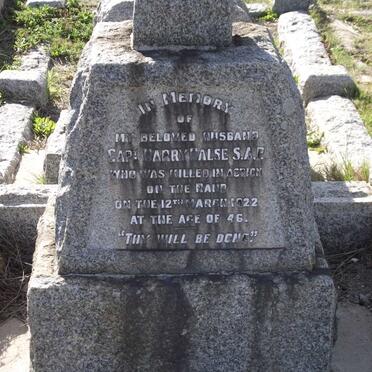 IN MEMORY
OF
MY BELOVED HUSBAND
CAPT HARRY HALSE S.A.P.
WHO WAS KILLED IN ACTION
ON THE RAND
ON THE 12TH MARCH 1922
AT THE AGE OF 46.
"THY WILL BE DONE"